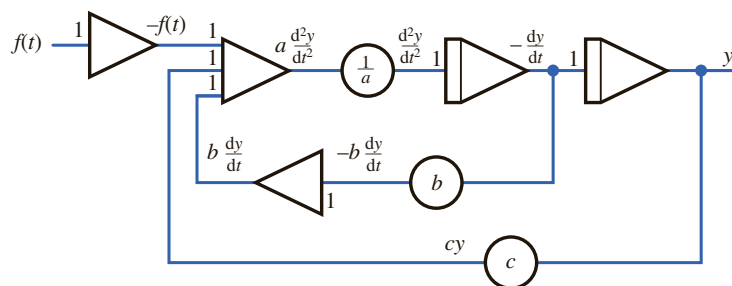 f(t) 1 −f(t) 1 1 1 a d²y/dt² 1/a d²y/dt² 1 − dy/dt 1 y
b dy/dt −b dy/dt 1 b
cy c